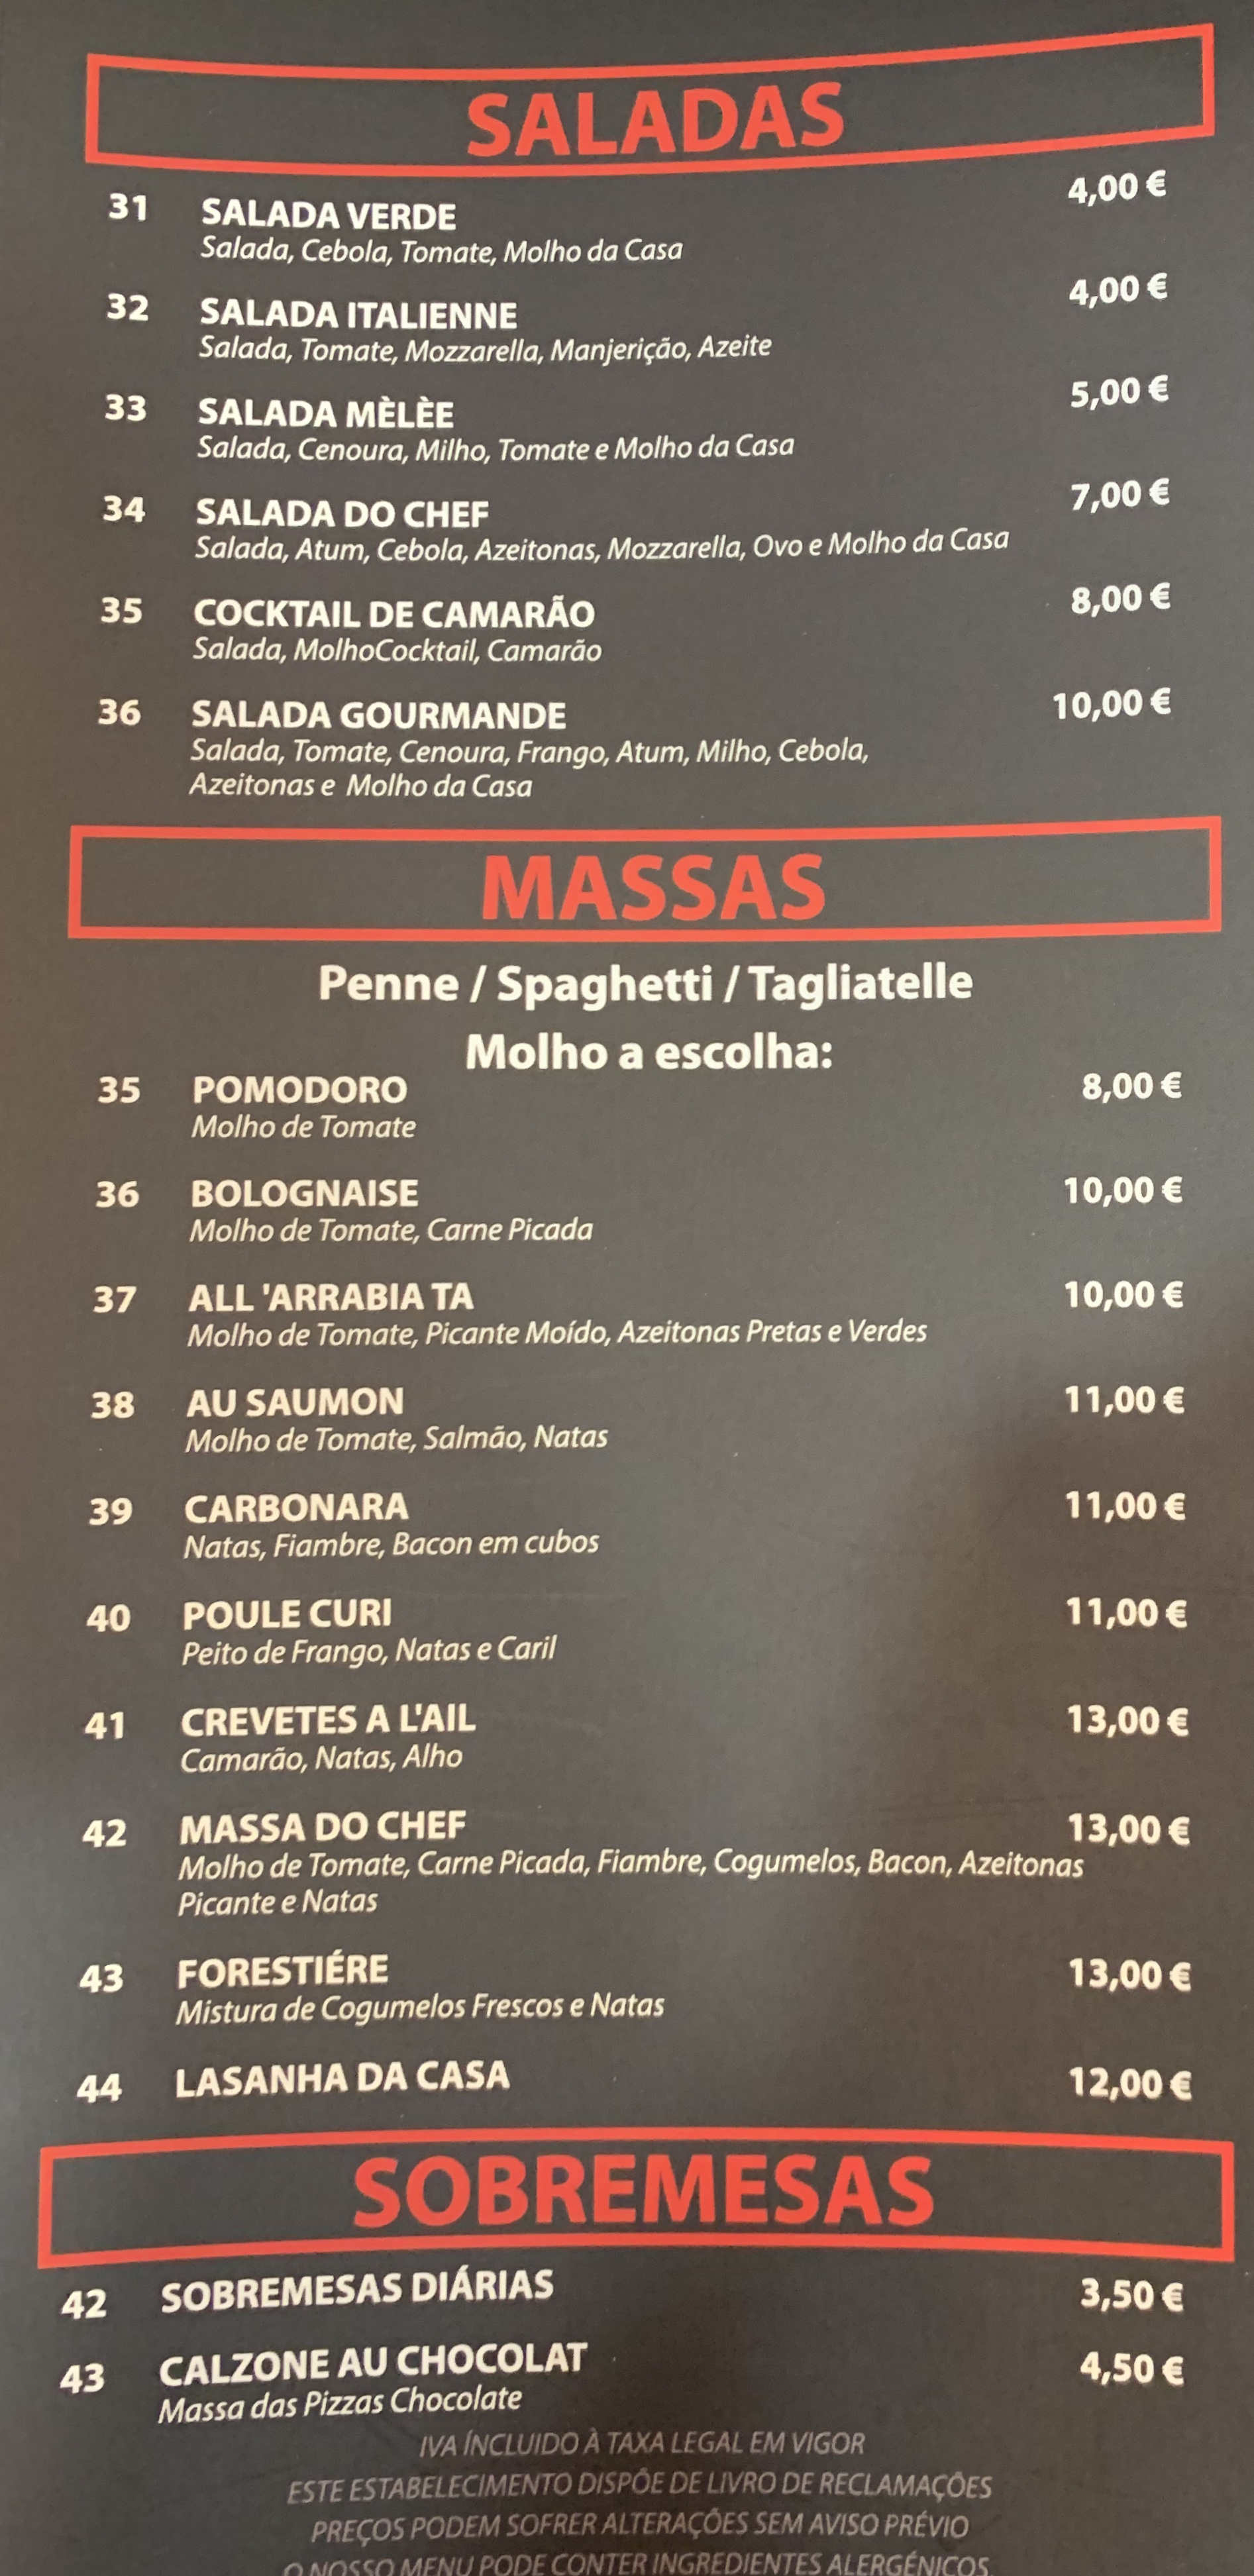 SALADAS
31 SALADA VERDE 4,00 €
Salada, Cebola, Tomate, Molho da Casa
32 SALADA ITALIENNE 4,00 €
Salada, Tomate, Mozzarella, Manjerição, Azeite
33 SALADA MÈLÈE 5,00 €
Salada, Cenoura, Milho, Tomate e Molho da Casa
34 SALADA DO CHEF 7,00 €
Salada, Atum, Cebola, Azeitonas, Mozzarella, Ovo e Molho da Casa
35 COCKTAIL DE CAMARÃO 8,00 €
Salada, MolhoCocktail, Camarão
36 SALADA GOURMANDE 10,00 €
Salada, Tomate, Cenoura, Frango, Atum, Milho, Cebola,
Azeitonas e Molho da Casa
MASSAS
Penne / Spaghetti / Tagliatelle
Molho a escolha:
35 POMODORO 8,00 €
Molho de Tomate
36 BOLOGNAISE 10,00 €
Molho de Tomate, Carne Picada
37 ALL 'ARRABIA TA 10,00 €
Molho de Tomate, Picante Moído, Azeitonas Pretas e Verdes
38 AU SAUMON 11,00 €
Molho de Tomate, Salmão, Natas
39 CARBONARA 11,00 €
Natas, Fiambre, Bacon em cubos
40 POULE CURI 11,00 €
Peito de Frango, Natas e Caril
41 CREVETES A L'AIL 13,00 €
Camarão, Natas, Alho
42 MASSA DO CHEF 13,00 €
Molho de Tomate, Carne Picada, Fiambre, Cogumelos, Bacon, Azeitonas
Picante e Natas
43 FORESTIÉRE 13,00 €
Mistura de Cogumelos Frescos e Natas
44 LASANHA DA CASA 12,00 €
SOBREMESAS
42 SOBREMESAS DIÁRIAS 3,50 €
43 CALZONE AU CHOCOLAT 4,50 €
Massa das Pizzas Chocolate
IVA ÍNCLUIDO À TAXA LEGAL EM VIGOR
ESTE ESTABELECIMENTO DISPÕE DE LIVRO DE RECLAMAÇÕES
PREÇOS PODEM SOFRER ALTERAÇÕES SEM AVISO PRÉVIO
O NOSSO MENU PODE CONTER INGREDIENTES ALERGÉNICOS.